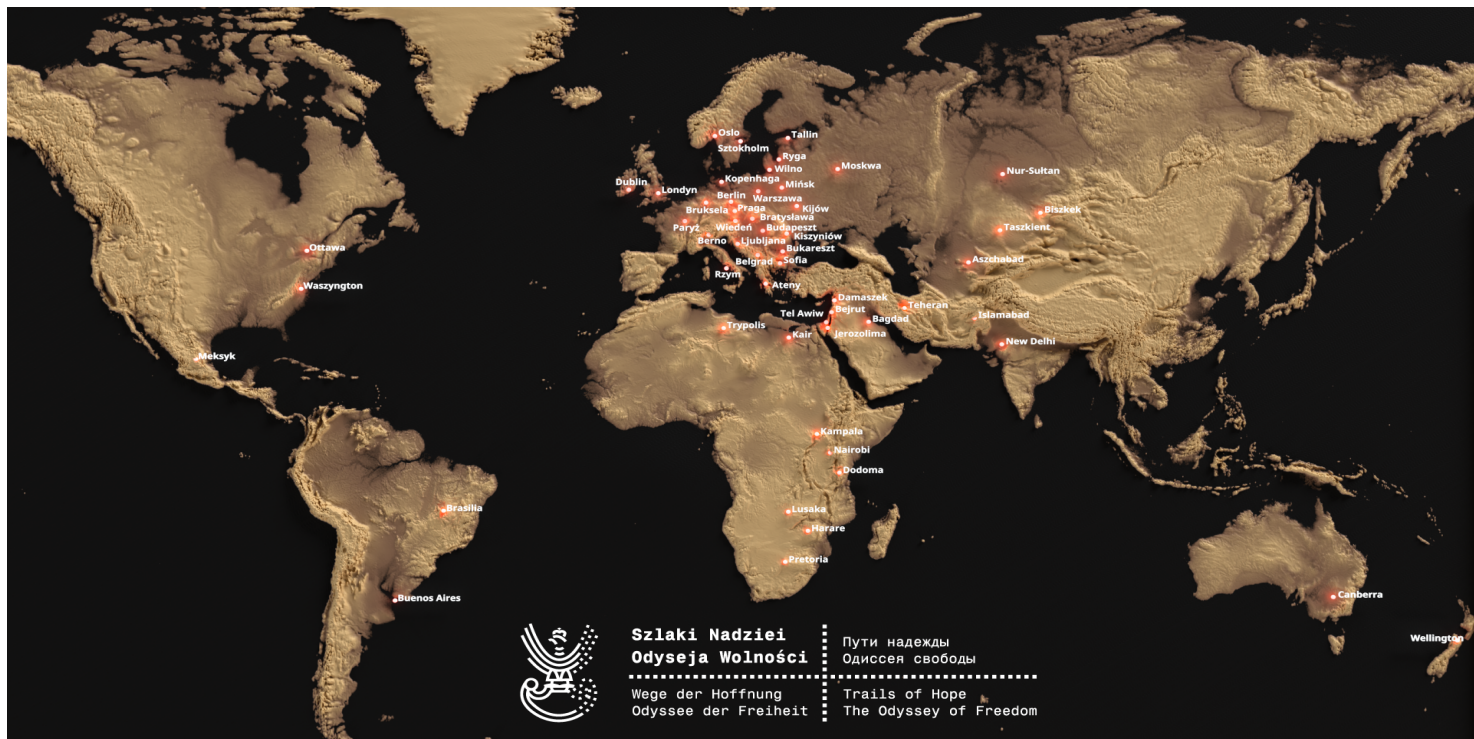 Oslo
Tallin
Sztokholm
Ryga
Wilno
Moskwa
Nur-Sułtan
Kopenhaga
Dublin
Londyn
Mińsk
Berlin
Warszawa
Bruksela
Praga
Kijów
Biszkek
Bratysława
Paryż
Wiedeń
Budapeszt
Taszkient
Kiszyniów
Berno
Ljubljana
Ottawa
Bukareszt
Belgrad
Sofia
Aszchabad
Rzym
Waszyngton
Ateny
Damaszek
Teheran
Bejrut
Tel Awiw
Islamabad
Bagdad
Trypolis
Kair
Jerozolima
New Delhi
Meksyk
Kampala
Nairobi
Dodoma
Brasilia
Lusaka
Harare
Pretoria
Canberra
Buenos Aires
Wellington
Szlaki Nadziei
Odyseja Wolności
Пути надежды
Одиссея свободы
Wege der Hoffnung
Odyssee der Freiheit
Trails of Hope
The Odyssey of Freedom